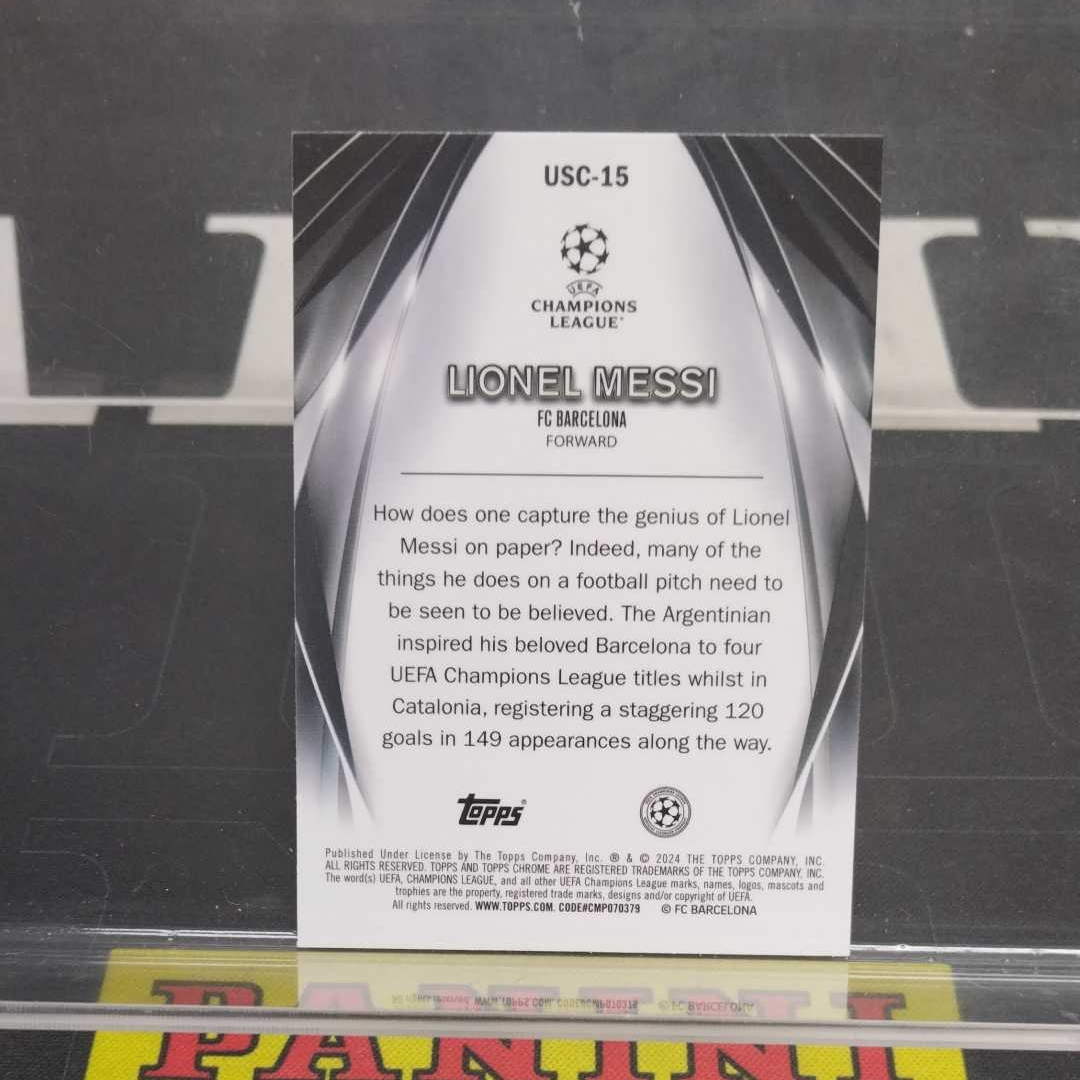 USC-15
UEFA
CHAMPIONS
LEAGUE®
LIONEL MESSI
FC BARCELONA
FORWARD
How does one capture the genius of Lionel
Messi on paper? Indeed, many of the
things he does on a football pitch need to
be seen to be believed. The Argentinian
inspired his beloved Barcelona to four
UEFA Champions League titles whilst in
Catalonia, registering a staggering 120
goals in 149 appearances along the way.
Topps®
Published Under License by The Topps Company, Inc. ® & © 2024 THE TOPPS COMPANY, INC.
ALL RIGHTS RESERVED. TOPPS AND TOPPS CHROME ARE REGISTERED TRADEMARKS OF THE TOPPS COMPANY, INC.
The word(s) UEFA, CHAMPIONS LEAGUE, and all other UEFA Champions League marks, names, logos, mascots and
trophies are the property, registered trade marks, designs and/or copyright of UEFA.
All rights reserved. WWW.TOPPS.COM. CODE#CMP070379 © FC BARCELONA
PANINI